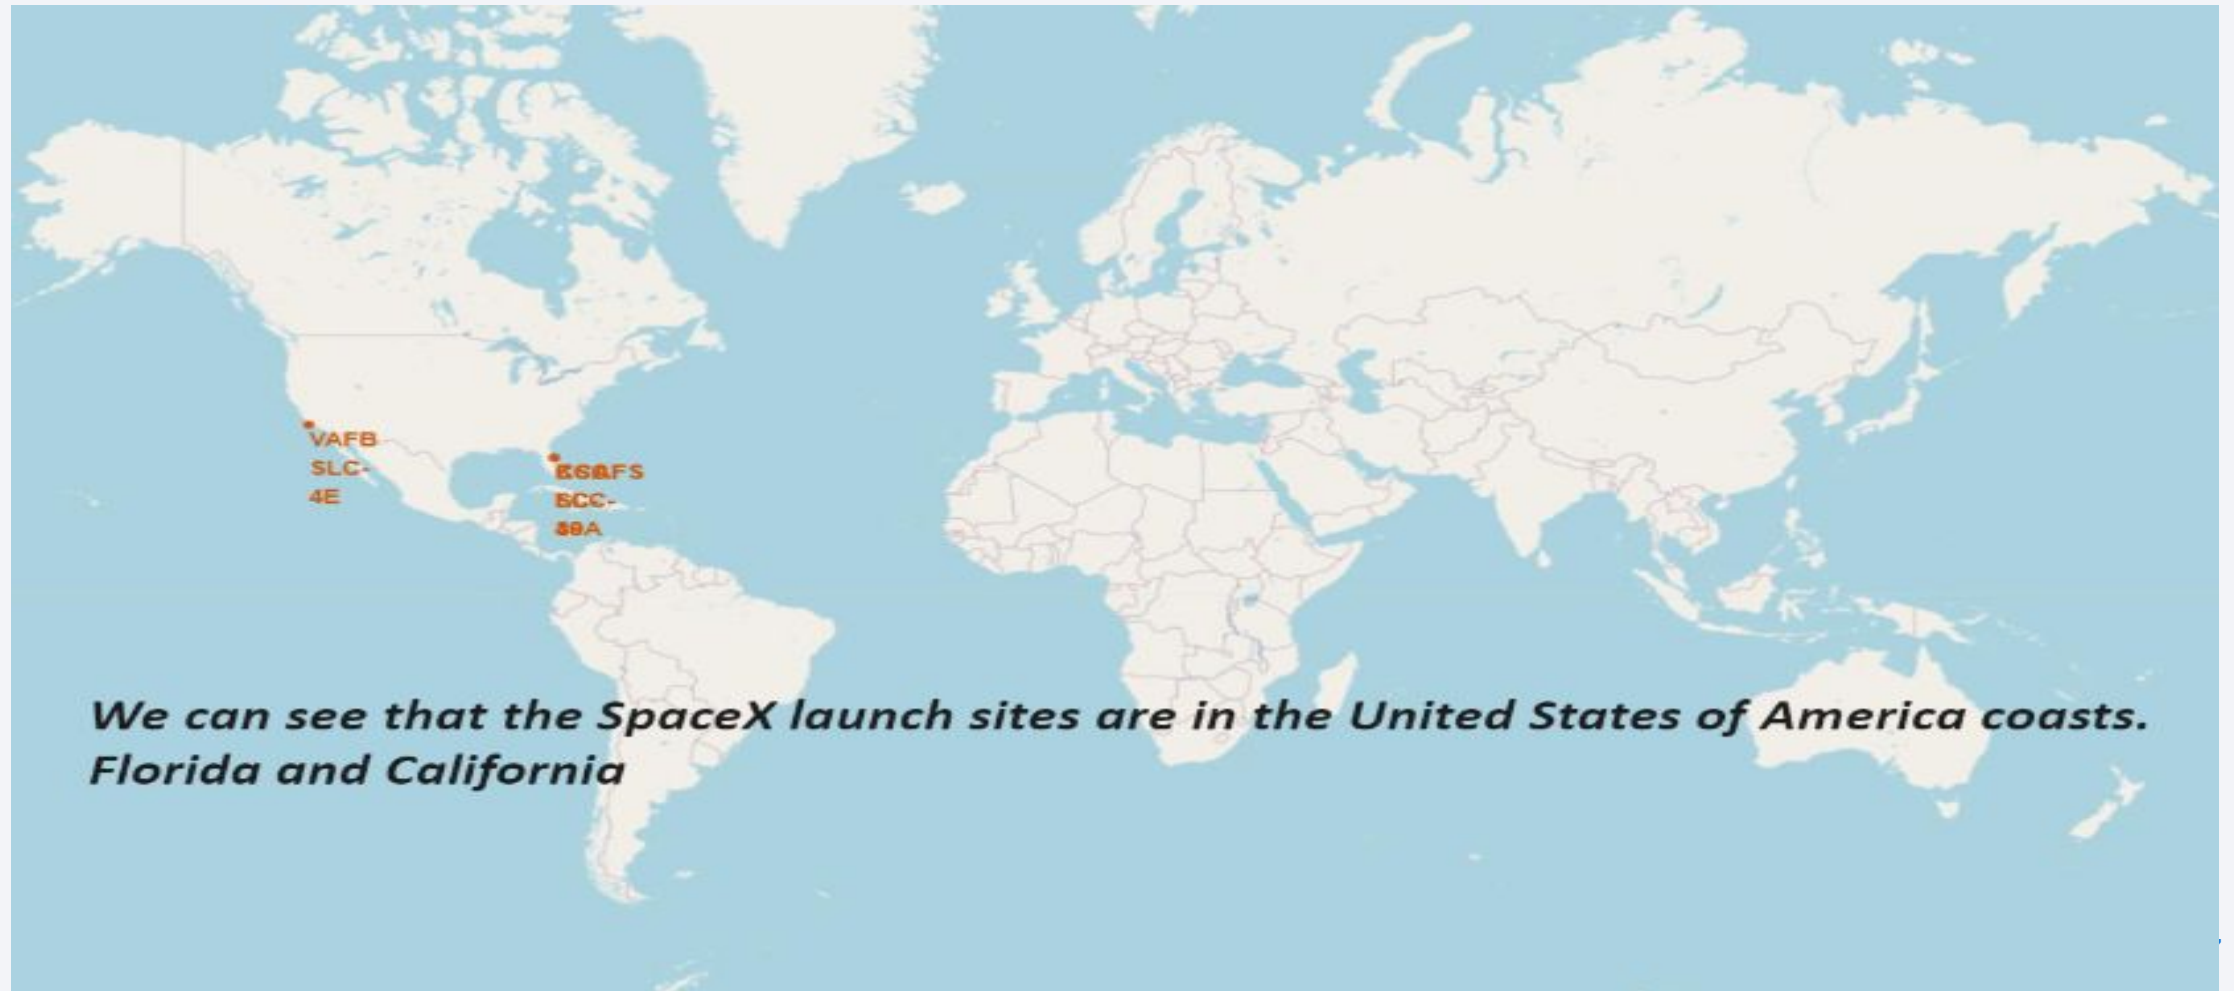 VAFB
SLC-
4E
We can see that the SpaceX launch sites are in the United States of America coasts.
Florida and California